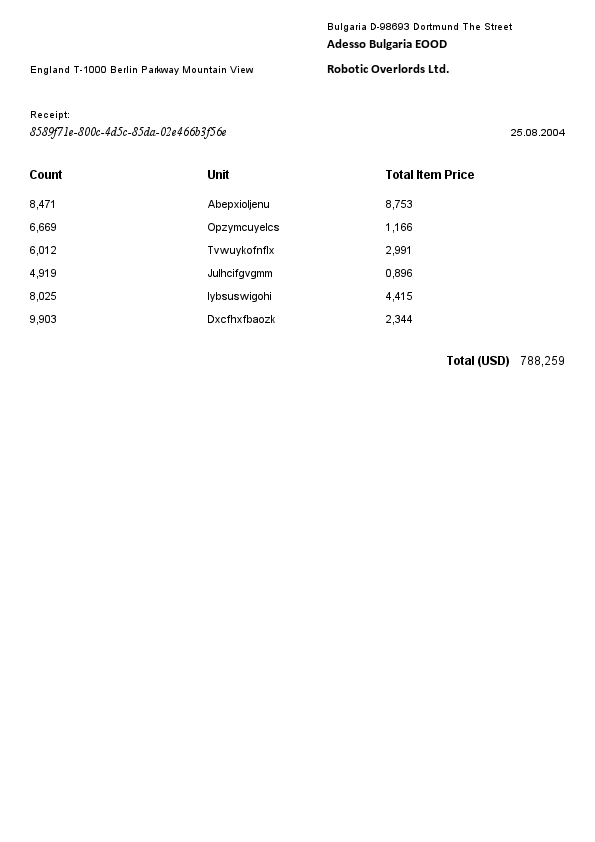 Bulgaria D-98693 Dortmund The Street
Adesso Bulgaria EOOD
England T-1000 Berlin Parkway Mountain View Robotic Overlords Ltd.
Receipt:
8589f71e-800c-4d5c-85da-02e466b3f56e 25.08.2004
Count Unit Total Item Price
8,471 Abepxioljenu 8,753
6,669 Opzymcuyelcs 1,166
6,012 Tvwuykofnflx 2,991
4,919 Julhcifgvgmm 0,896
8,025 Iybsuswigohi 4,415
9,903 Dxcfhxfbaozk 2,344
Total (USD) 788,259